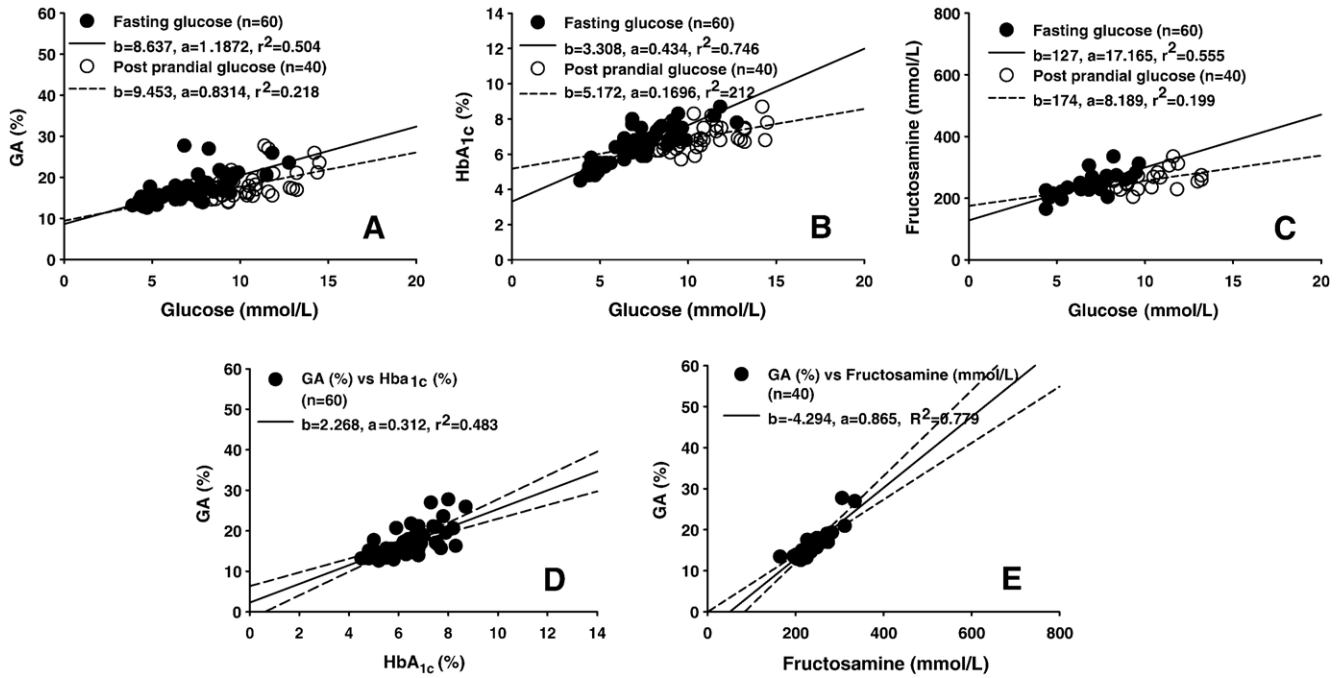 Fasting glucose (n=60)
b=8.637, a=1.1872, r2=0.504
Post prandial glucose (n=40)
b=9.453, a=0.8314, r2=0.218
GA (%)
60
50
40
30
20
10
0
0 5 10 15 20
Glucose (mmol/L)
A
Fasting glucose (n=60)
b=3.308, a=0.434, r2=0.746
Post prandial glucose (n=40)
b=5.172, a=0.1696, r2=212
HbA1c (%)
14
12
10
8
6
4
2
0
0 5 10 15 20
Glucose (mmol/L)
B
Fasting glucose (n=60)
b=127, a=17.165, r2=0.555
Post prandial glucose (n=40)
b=174, a=8.189, r2=0.199
Fructosamine (mmol/L)
800
600
400
200
0
0 5 10 15 20
Glucose (mmol/L)
C
GA (%) vs Hba1c (%)
(n=60)
b=2.268, a=0.312, r2=0.483
GA (%)
60
50
40
30
20
10
0
0 2 4 6 8 10 12 14
HbA1c (%)
D
GA (%) vs Fructosamine (mmol/L)
(n=40)
b=-4.294, a=0.865, R2=0.779
GA (%)
60
50
40
30
20
10
0
0 200 400 600 800
Fructosamine (mmol/L)
E